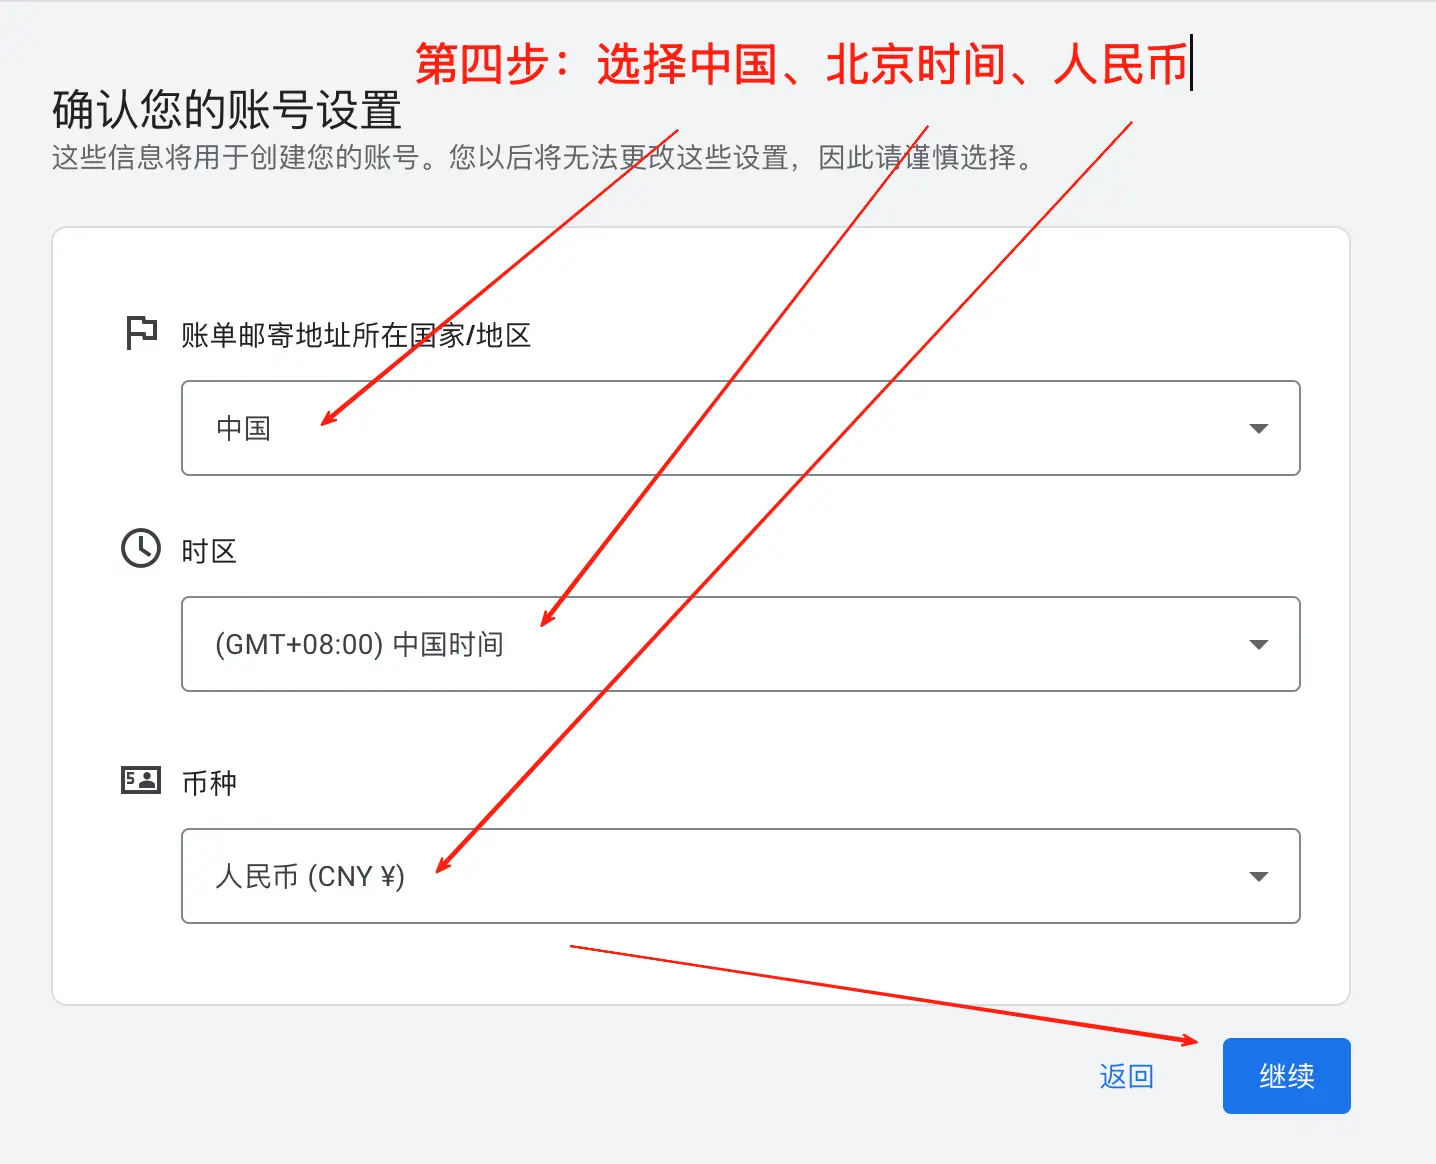 第四步：选择中国、北京时间、人民币
确认您的账号设置
这些信息将用于创建您的账号。您以后将无法更改这些设置，因此请谨慎选择。
账单邮寄地址所在国家/地区
中国
时区
(GMT+08:00) 中国时间
5
币种
人民币 (CNY ¥)
返回
继续